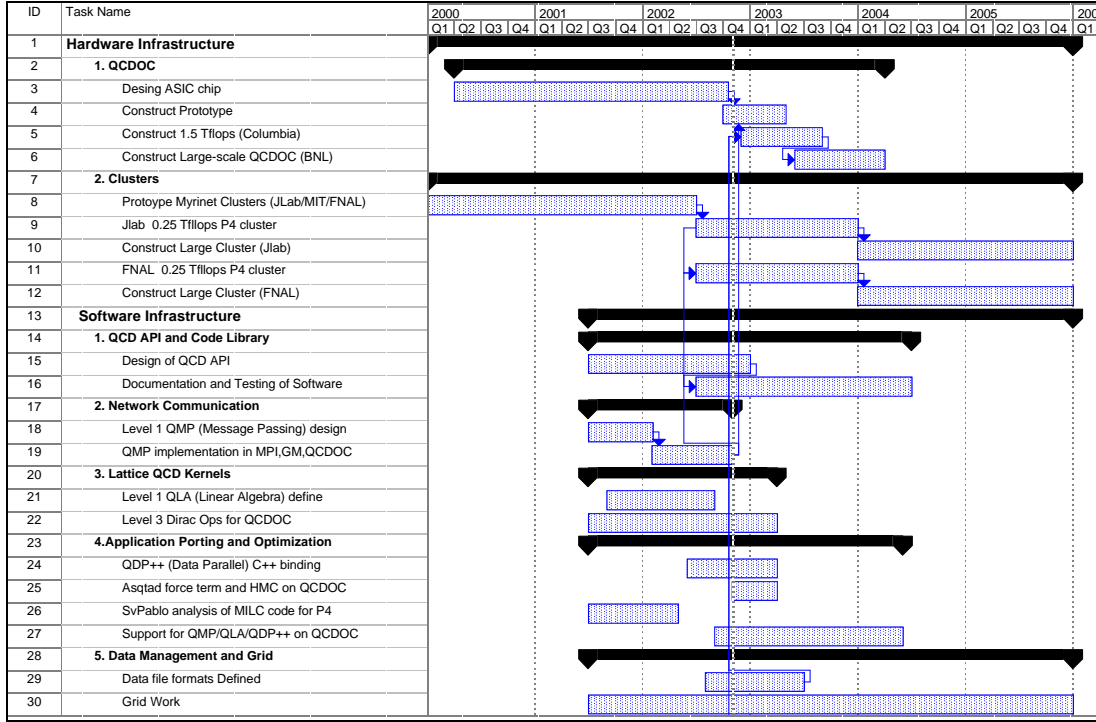 ID Task Name 2000 2001 2002 2003 2004 2005 200
Q1 Q2 Q3 Q4 Q1 Q2 Q3 Q4 Q1 Q2 Q3 Q4 Q1 Q2 Q3 Q4 Q1 Q2 Q3 Q4 Q1 Q2 Q3 Q4 Q1
1 Hardware Infrastructure
2 1. QCDOC
3 Desing ASIC chip
4 Construct Prototype
5 Construct 1.5 Tflops (Columbia)
6 Construct Large-scale QCDOC (BNL)
7 2. Clusters
8 Protoype Myrinet Clusters (JLab/MIT/FNAL)
9 Jlab 0.25 Tfllops P4 cluster
10 Construct Large Cluster (Jlab)
11 FNAL 0.25 Tfllops P4 cluster
12 Construct Large Cluster (FNAL)
13 Software Infrastructure
14 1. QCD API and Code Library
15 Design of QCD API
16 Documentation and Testing of Software
17 2. Network Communication
18 Level 1 QMP (Message Passing) design
19 QMP implementation in MPI,GM,QCDOC
20 3. Lattice QCD Kernels
21 Level 1 QLA (Linear Algebra) define
22 Level 3 Dirac Ops for QCDOC
23 4.Application Porting and Optimization
24 QDP++ (Data Parallel) C++ binding
25 Asqtad force term and HMC on QCDOC
26 SvPablo analysis of MILC code for P4
27 Support for QMP/QLA/QDP++ on QCDOC
28 5. Data Management and Grid
29 Data file formats Defined
30 Grid Work